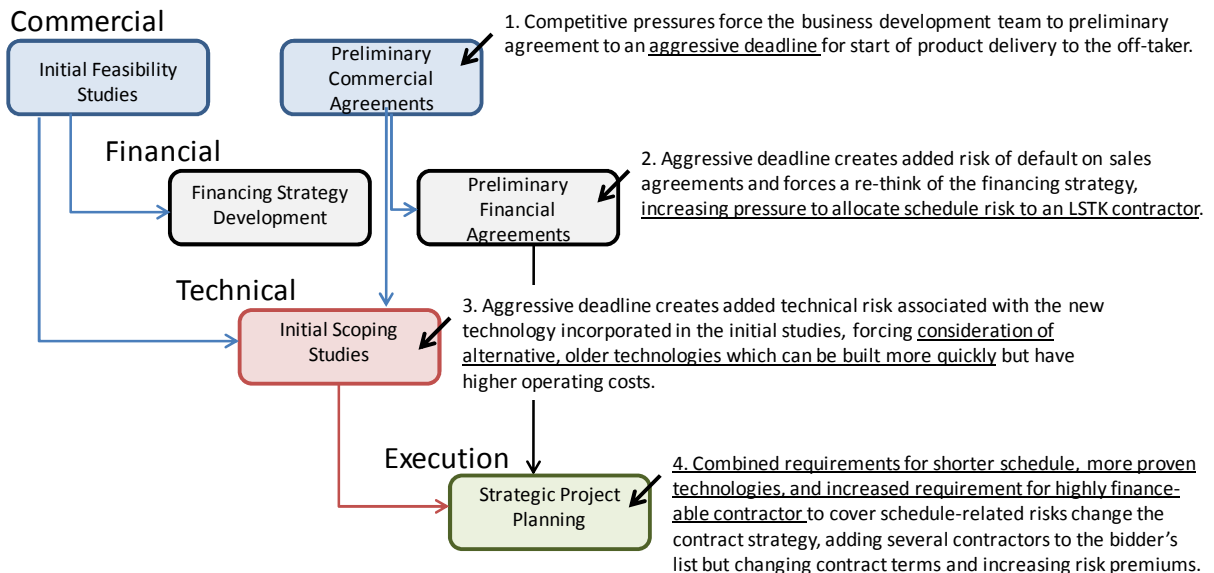 Commercial
Initial Feasibility
Studies
Preliminary
Commercial
Agreements
1. Competitive pressures force the business development team to preliminary
agreement to an aggressive deadline for start of product delivery to the off-taker.
Financial
Financing Strategy
Development
Preliminary
Financial
Agreements
2. Aggressive deadline creates added risk of default on sales
agreements and forces a re-think of the financing strategy,
increasing pressure to allocate schedule risk to an LSTK contractor.
Technical
Initial Scoping
Studies
3. Aggressive deadline creates added technical risk associated with the new
technology incorporated in the initial studies, forcing consideration of
alternative, older technologies which can be built more quickly but have
higher operating costs.
Execution
Strategic Project
Planning
4. Combined requirements for shorter schedule, more proven
technologies, and increased requirement for highly finance-
able contractor to cover schedule-related risks change the
contract strategy, adding several contractors to the bidder's
list but changing contract terms and increasing risk premiums.